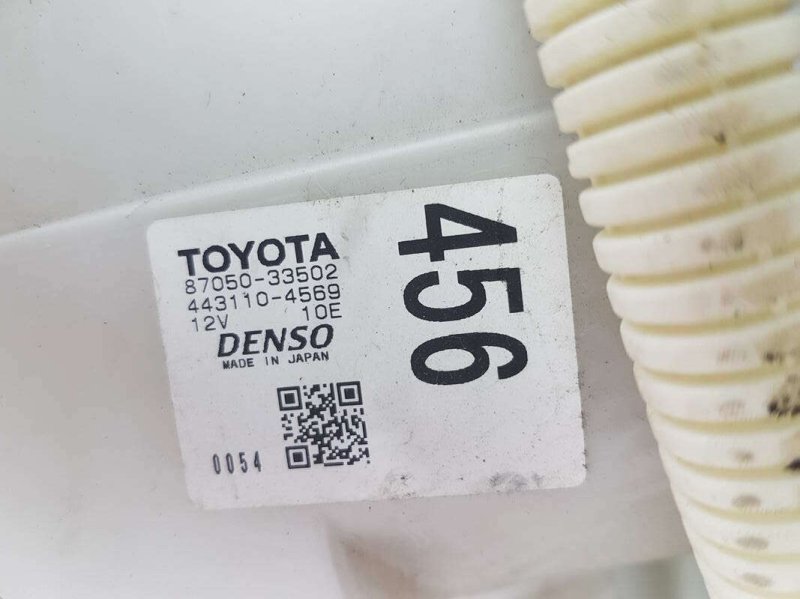 TOYOTA
87050-33502
443110-4569
12V 10E
DENSO
MADE IN JAPAN
0054
456